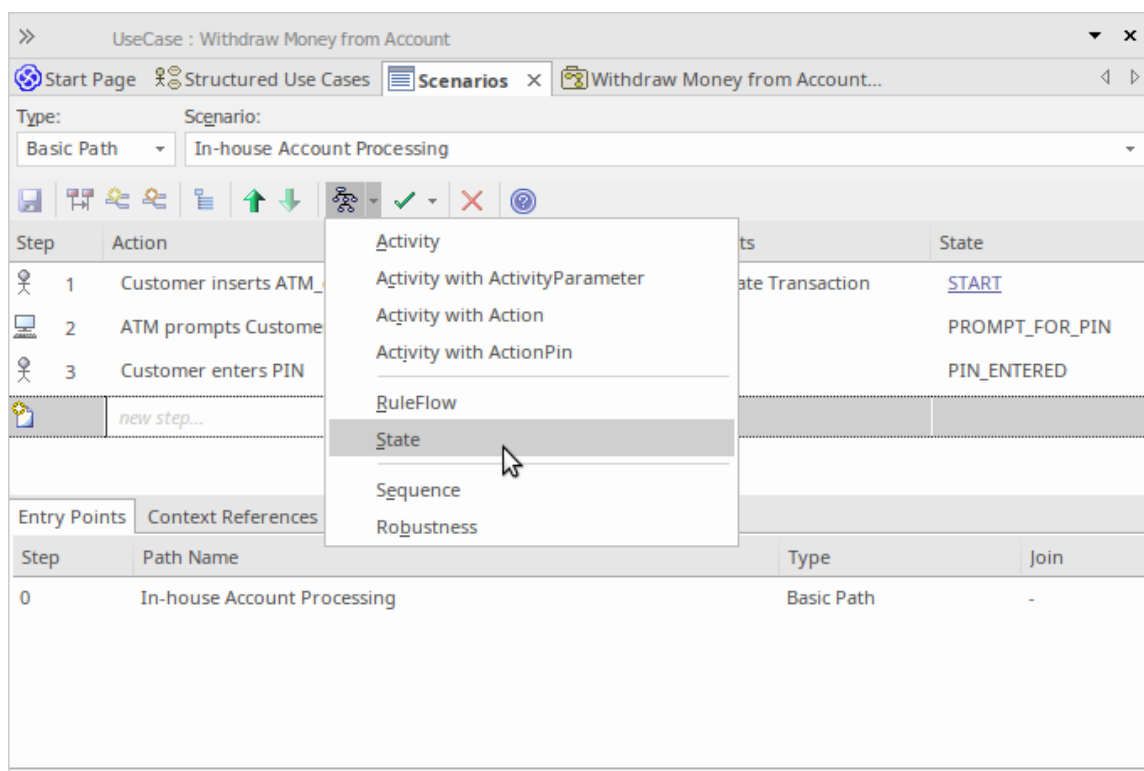 UseCase : Withdraw Money from Account
Start Page Structured Use Cases Scenarios Withdraw Money from Account...
Type: Scenario:
Basic Path In-house Account Processing
Step Action ts State
1 Customer inserts ATM_ ate Transaction START
2 ATM prompts Custome PROMPT_FOR_PIN
3 Customer enters PIN PIN_ENTERED
new step...
Activity
Activity with ActivityParameter
Activity with Action
Activity with ActionPin
RuleFlow
State
Sequence
Robustness
Entry Points Context References
Step Path Name Type Join
0 In-house Account Processing Basic Path -